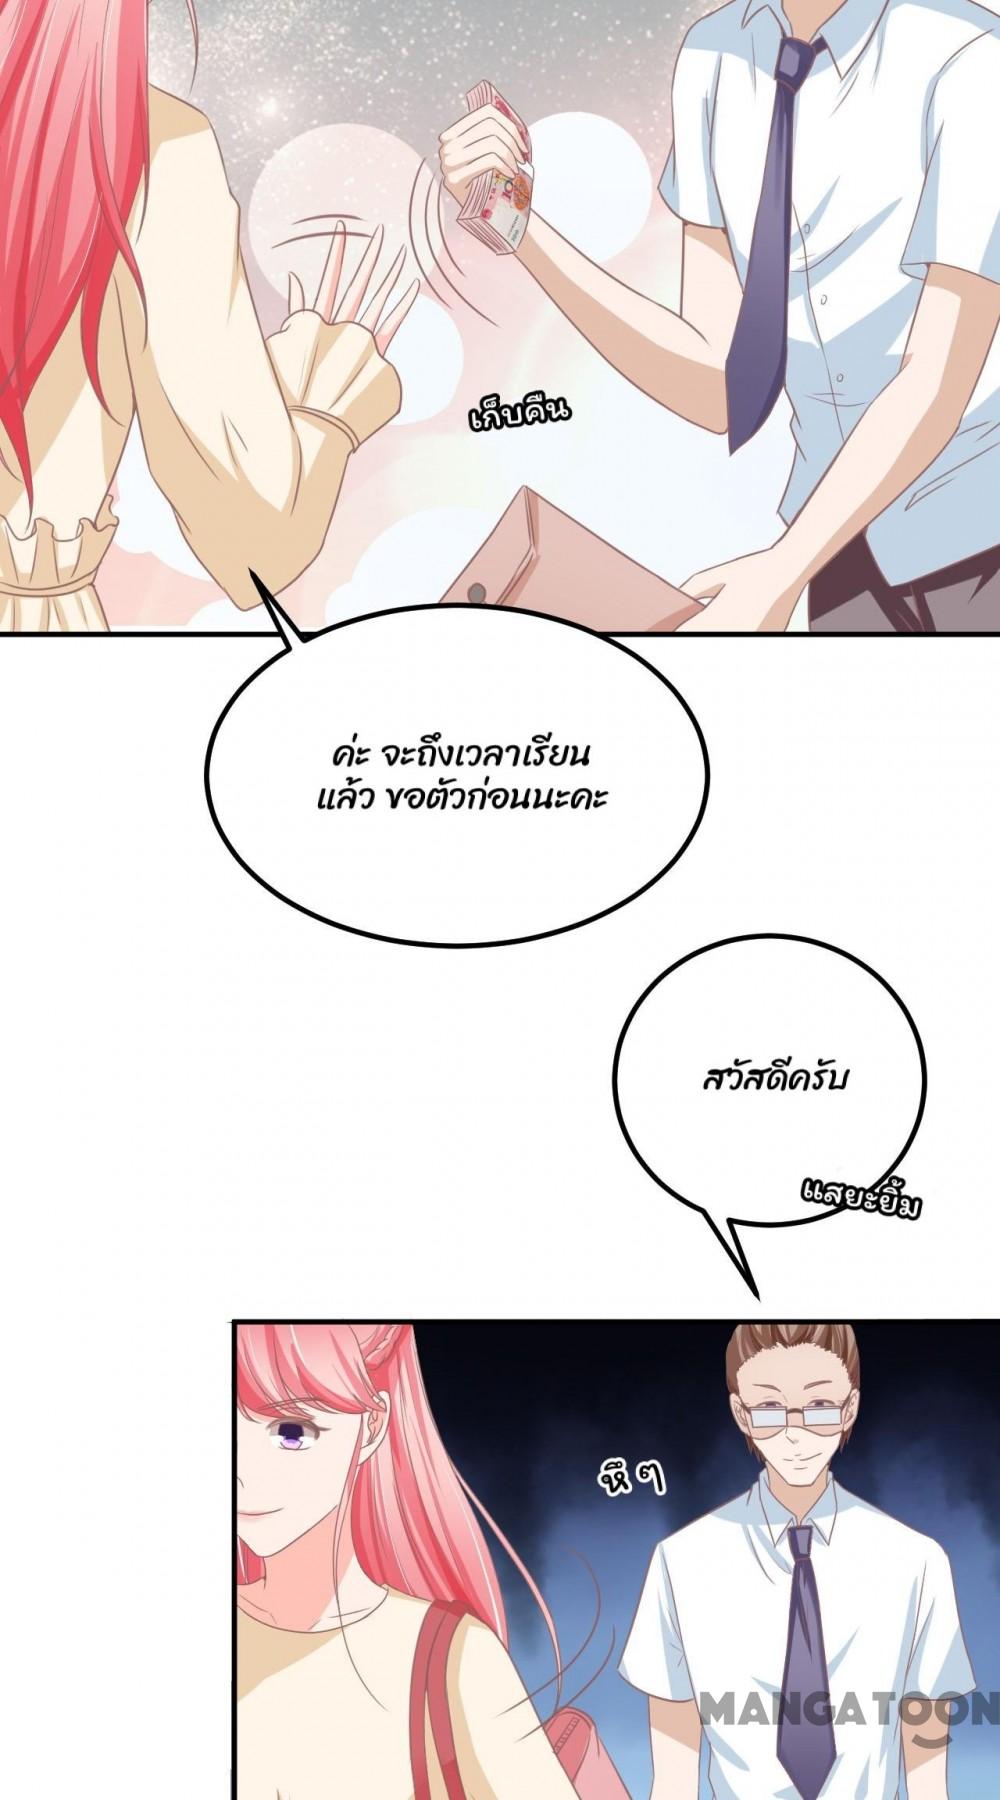 เก็บคืน
ค่ะ จะถึงเวลาเรียน
แล้ว ขอตัวก่อนนะคะ
สวัสดีครับ
แสยะยิ้ม
หึ ๆ
MANGATOON